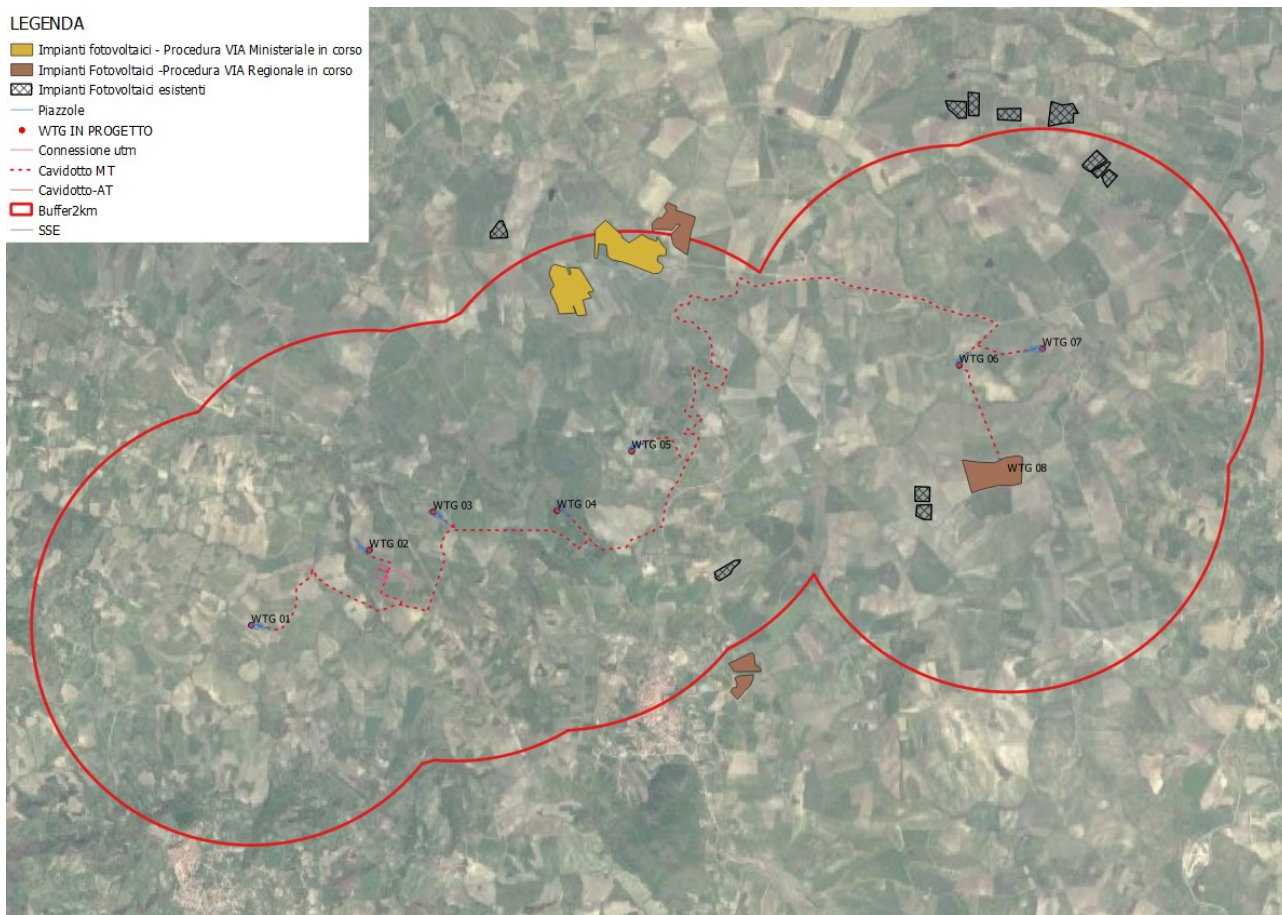 LEGENDA
Impianti fotovoltaici - Procedura VIA Ministeriale in corso
Impianti Fotovoltaici -Procedura VIA Regionale in corso
Impianti Fotovoltaici esistenti
Piazzole
WTG IN PROGETTO
Connessione utm
Cavidotto MT
Cavidotto-AT
Buffer2km
SSE
WTG 07
WTG 06
WTG 05
WTG 08
WTG 03
WTG 04
WTG 02
WTG 01